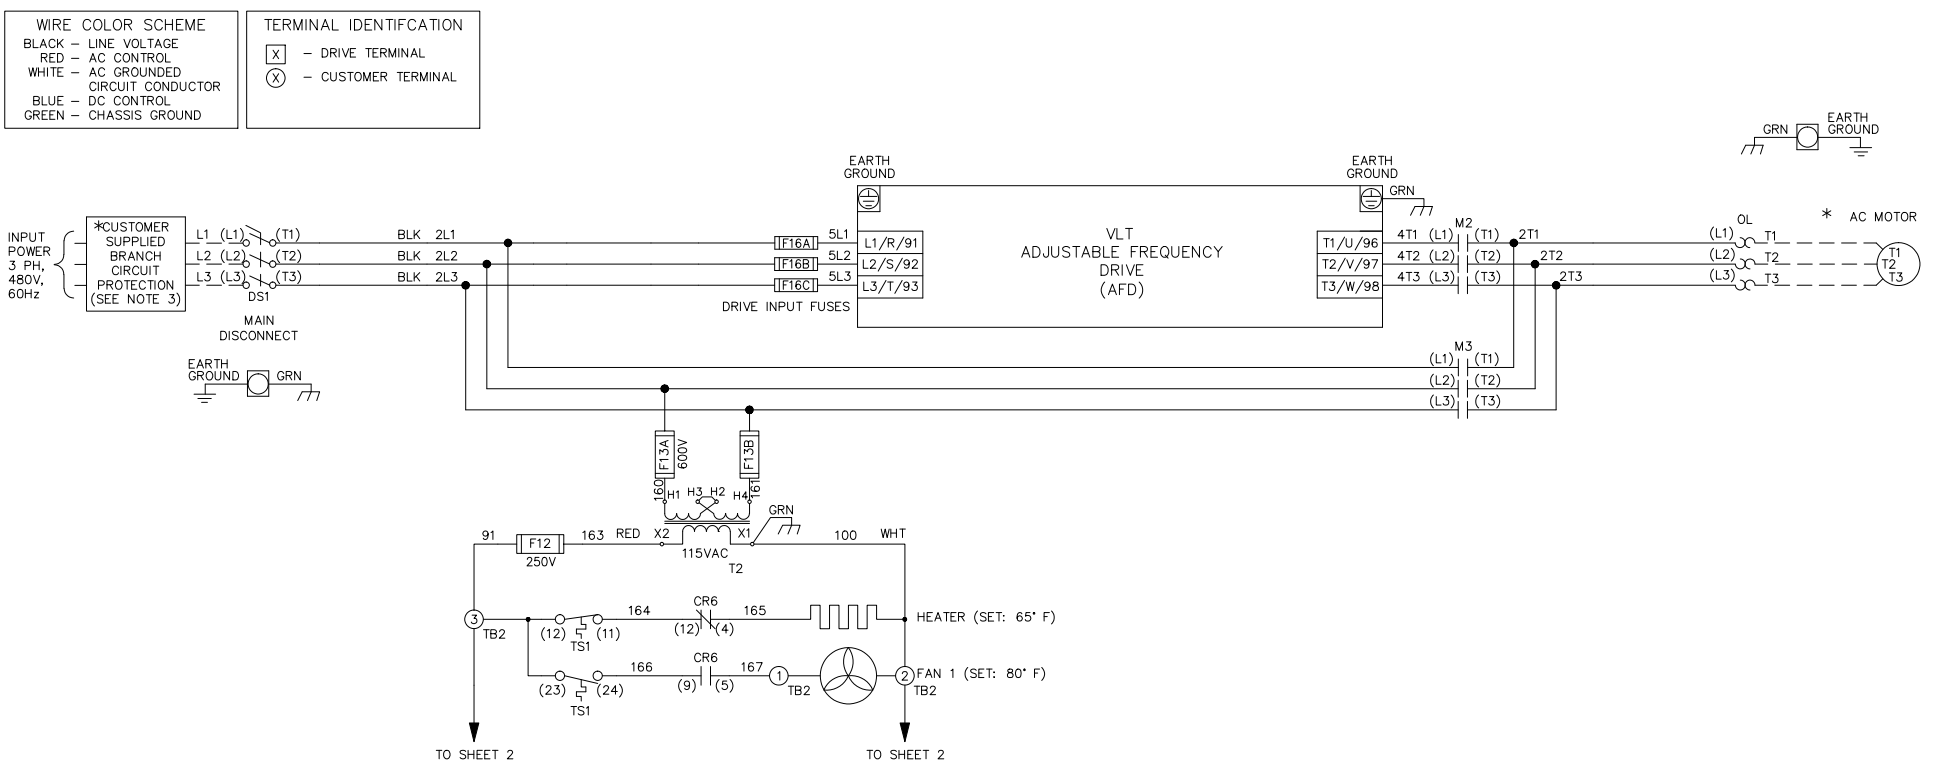 WIRE COLOR SCHEME
BLACK – LINE VOLTAGE
RED – AC CONTROL
WHITE – AC GROUNDED
CIRCUIT CONDUCTOR
BLUE – DC CONTROL
GREEN – CHASSIS GROUND
TERMINAL IDENTIFCATION
X – DRIVE TERMINAL
X – CUSTOMER TERMINAL
EARTH
GROUND
GRN
INPUT
POWER
3 PH,
480V,
60Hz
*CUSTOMER
SUPPLIED
BRANCH
CIRCUIT
PROTECTION
(SEE NOTE 3)
L1 (L1) (T1)
L2 (L2) (T2)
L3 (L3) (T3)
DS1
MAIN
DISCONNECT
BLK 2L1
BLK 2L2
BLK 2L3
F16A 5L1
F16B 5L2
F16C 5L3
DRIVE INPUT FUSES
EARTH
GROUND
L1/R/91
L2/S/92
L3/T/93
VLT
ADJUSTABLE FREQUENCY
DRIVE
(AFD)
EARTH
GROUND
GRN
T1/U/96
T2/V/97
T3/W/98
M2
4T1 (L1) (T1) 2T1
4T2 (L2) (T2) 2T2
4T3 (L3) (T3) 2T3
OL
(L1) T1
(L2) T2
(L3) T3
* AC MOTOR
T1
T2
T3
EARTH
GROUND
GRN
M3
(L1) (T1)
(L2) (T2)
(L3) (T3)
F13A
600V
F13B
160
161
H1 H3 H2 H4
GRN
91 F12 163 RED X2 X1 100 WHT
250V
115VAC
T2
3
TB2
164 CR6 165
(12) (11) (12) (4)
TS1
HEATER (SET: 65° F)
166 CR6 167 1 2
(23) (24) (9) (5) TB2 TB2
TS1
FAN 1 (SET: 80° F)
TO SHEET 2
TO SHEET 2